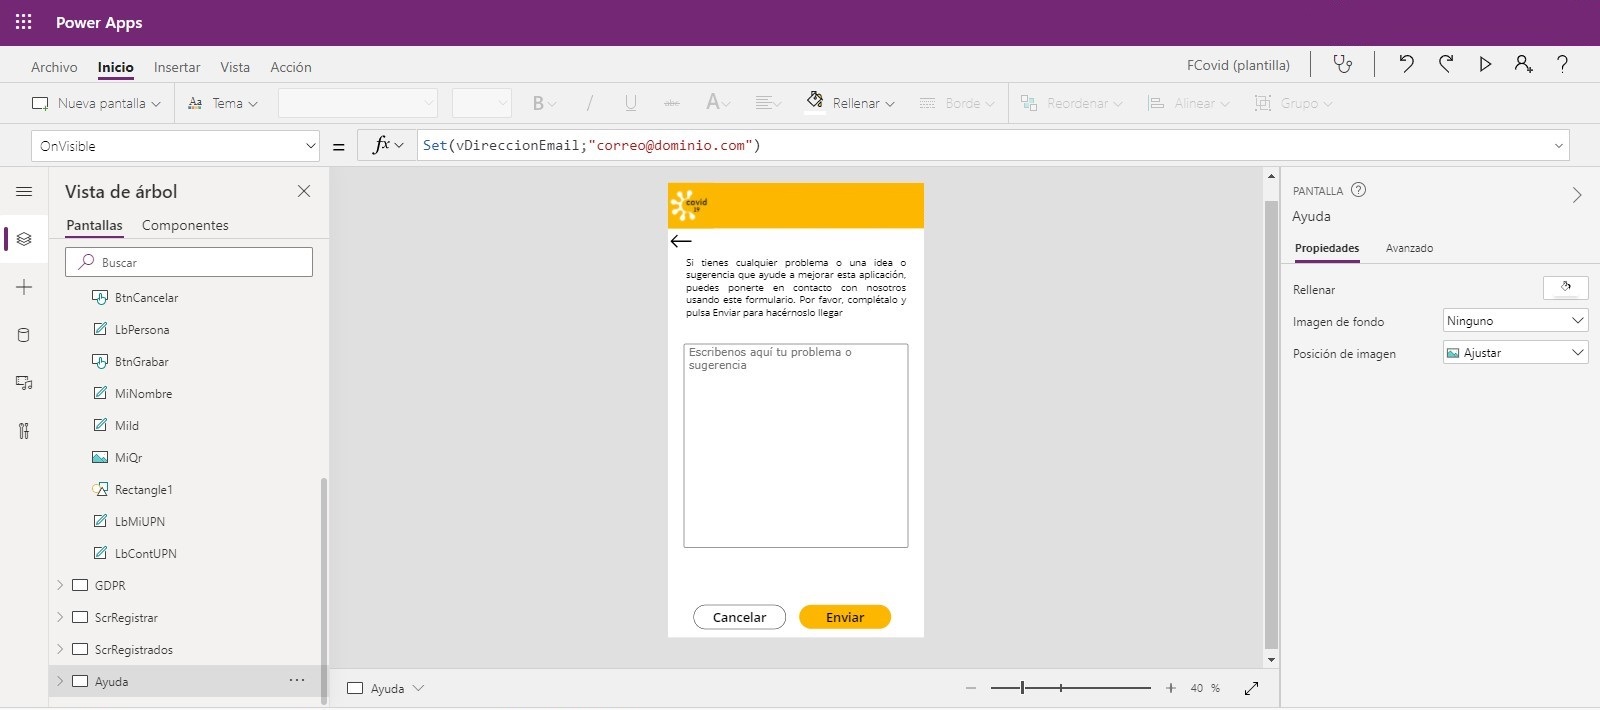 Power Apps
Archivo Inicio Insertar Vista Acción FCovid (plantilla)
Nueva pantalla Aa Tema B I U abc A Rellenar Borde Reordenar Alinear Grupo
OnVisible = fx Set(vDireccionEmail;"correo@dominio.com")
Vista de árbol
Pantallas Componentes
Buscar
BtnCancelar
LbPersona
BtnGrabar
MiNombre
MiId
MiQr
Rectangle1
LbMiUPN
LbContUPN
GDPR
ScrRegistrar
ScrRegistrados
Ayuda ...
covid
19
Si tienes cualquier problema o una idea o
sugerencia que ayude a mejorar esta aplicación,
puedes ponerte en contacto con nosotros
usando este formulario. Por favor, complétalo y
pulsa Enviar para hacérnoslo llegar
Escribenos aquí tu problema o
sugerencia
Cancelar Enviar
Ayuda 40 %
PANTALLA ?
Ayuda
Propiedades Avanzado
Rellenar
Imagen de fondo Ninguno
Posición de imagen Ajustar